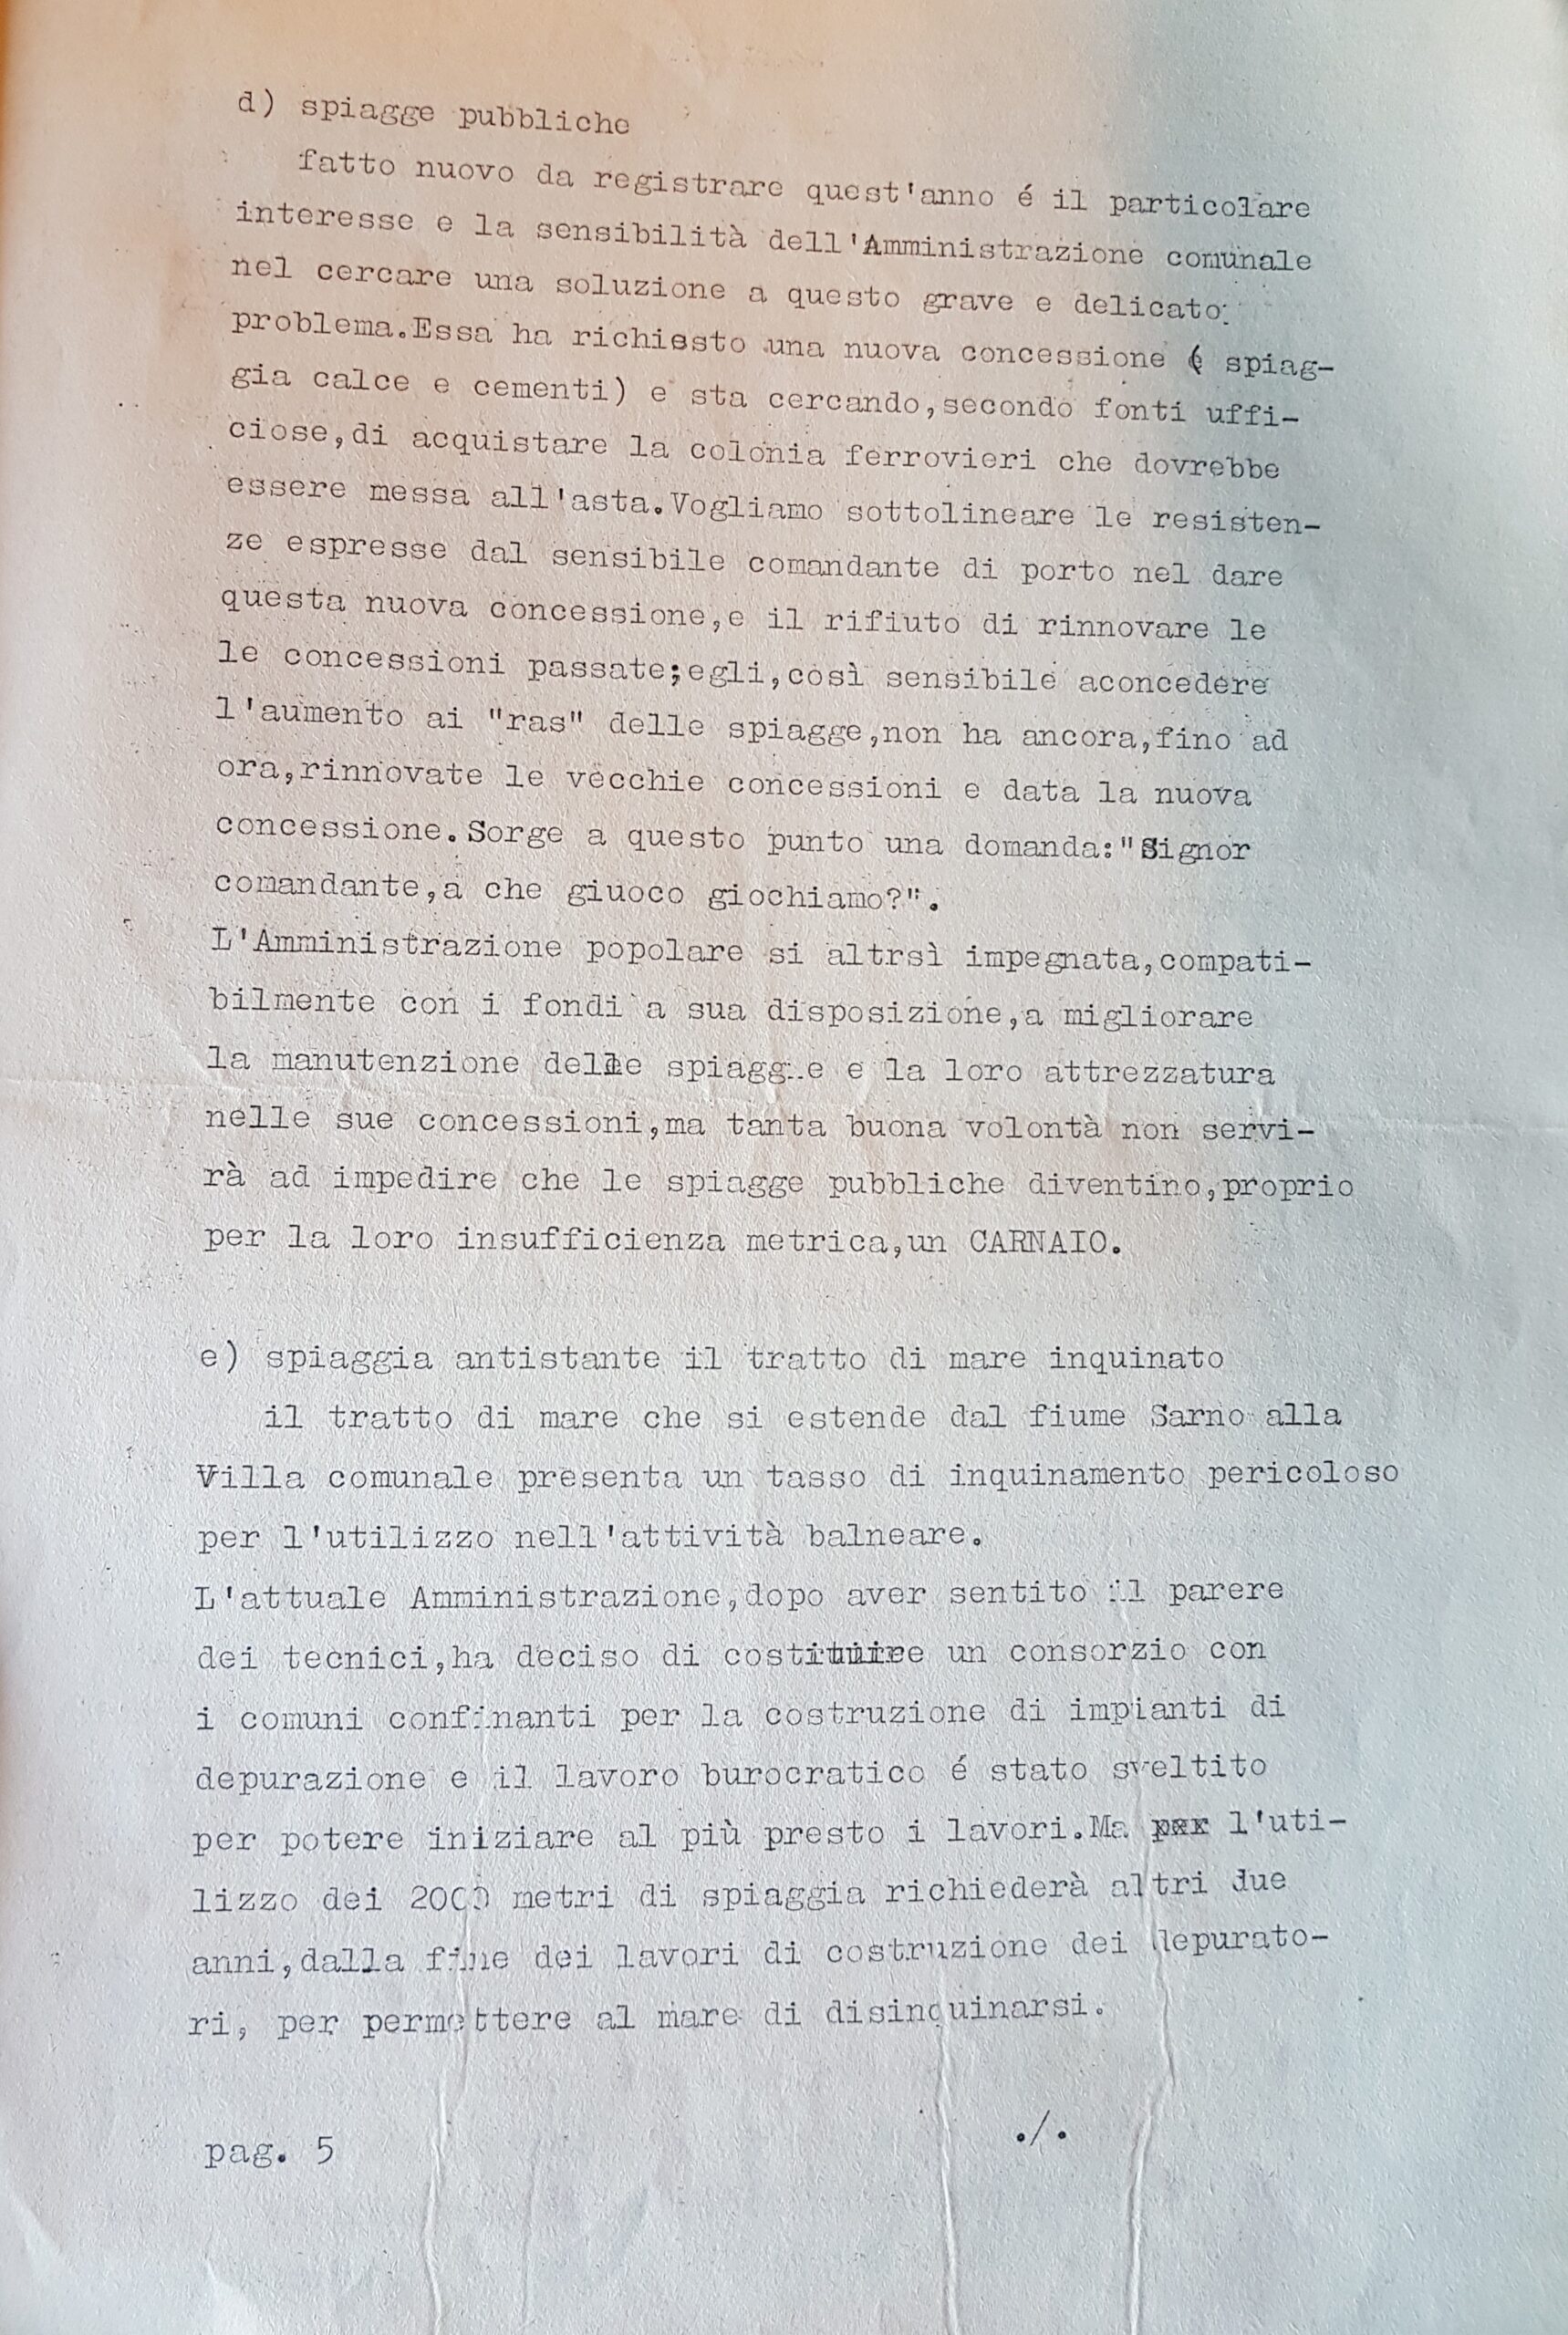 d) spiagge pubbliche
fatto nuovo da registrare quest'anno é il particolare
interesse e la sensibilità dell'Amministrazione comunale
nel cercare una soluzione a questo grave e delicato
problema.Essa ha richiesto una nuova concessione ( spiag-
gia calce e cementi) e sta cercando,secondo fonti uffi-
ciose,di acquistare la colonia ferrovieri che dovrebbe
essere messa all'asta.Vogliamo sottolineare le resisten-
ze espresse dal sensibile comandante di porto nel dare
questa nuova concessione,e il rifiuto di rinnovare le
le concessioni passate;egli,così sensibile aconcedere
l'aumento ai "ras" delle spiagge,non ha ancora,fino ad
ora,rinnovate le vecchie concessioni e data la nuova
concessione.Sorge a questo punto una domanda:"Signor
comandante,a che giuoco giochiamo?".
L'Amministrazione popolare si altrsì impegnata,compati-
bilmente con i fondi a sua disposizione,a migliorare
la manutenzione delle spiagge e la loro attrezzatura
nelle sue concessioni,ma tanta buona volontà non servi-
rà ad impedire che le spiagge pubbliche diventino,proprio
per la loro insufficienza metrica,un CARNAIO.
e) spiaggia antistante il tratto di mare inquinato
il tratto di mare che si estende dal fiume Sarno alla
Villa comunale presenta un tasso di inquinamento pericoloso
per l'utilizzo nell'attività balneare.
L'attuale Amministrazione,dopo aver sentito il parere
dei tecnici,ha deciso di costituire un consorzio con
i comuni confinanti per la costruzione di impianti di
depurazione e il lavoro burocratico é stato sveltito
per potere iniziare al più presto i lavori.Ma l'uti-
lizzo dei 2000 metri di spiaggia richiederà altri due
anni,dalla fine dei lavori di costruzione dei depurato-
ri, per permettere al mare di disinquinarsi.
pag. 5
./.